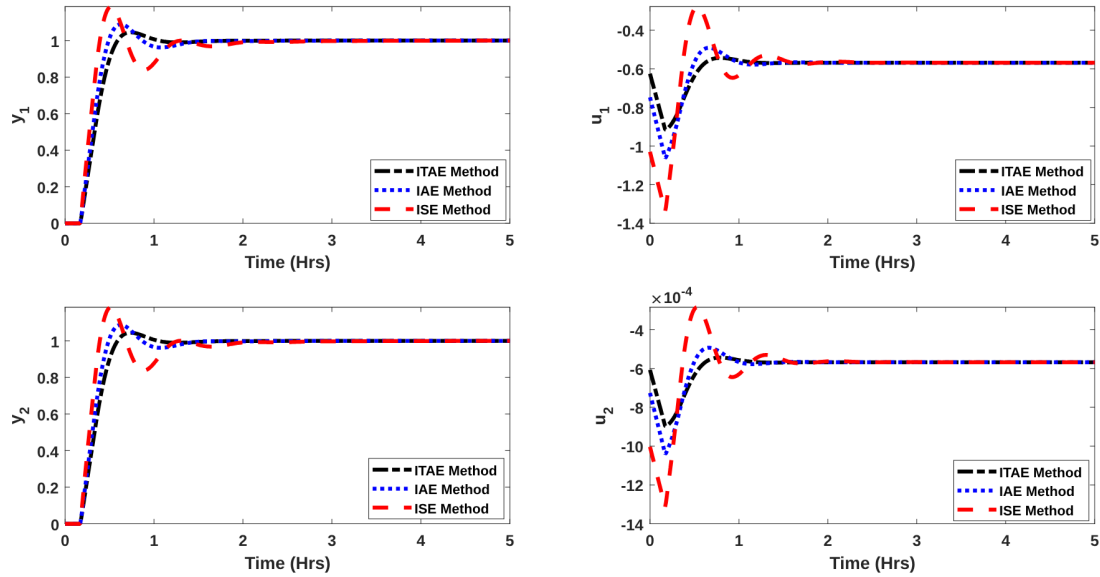 y1
1
0.8
0.6
0.4
0.2
0
0 1 2 3 4 5
Time (Hrs)
ITAE Method
IAE Method
ISE Method
u1
-0.4
-0.6
-0.8
-1
-1.2
-1.4
0 1 2 3 4 5
Time (Hrs)
ITAE Method
IAE Method
ISE Method
y2
1
0.8
0.6
0.4
0.2
0
0 1 2 3 4 5
Time (Hrs)
ITAE Method
IAE Method
ISE Method
×10-4
u2
-4
-6
-8
-10
-12
-14
0 1 2 3 4 5
Time (Hrs)
ITAE Method
IAE Method
ISE Method